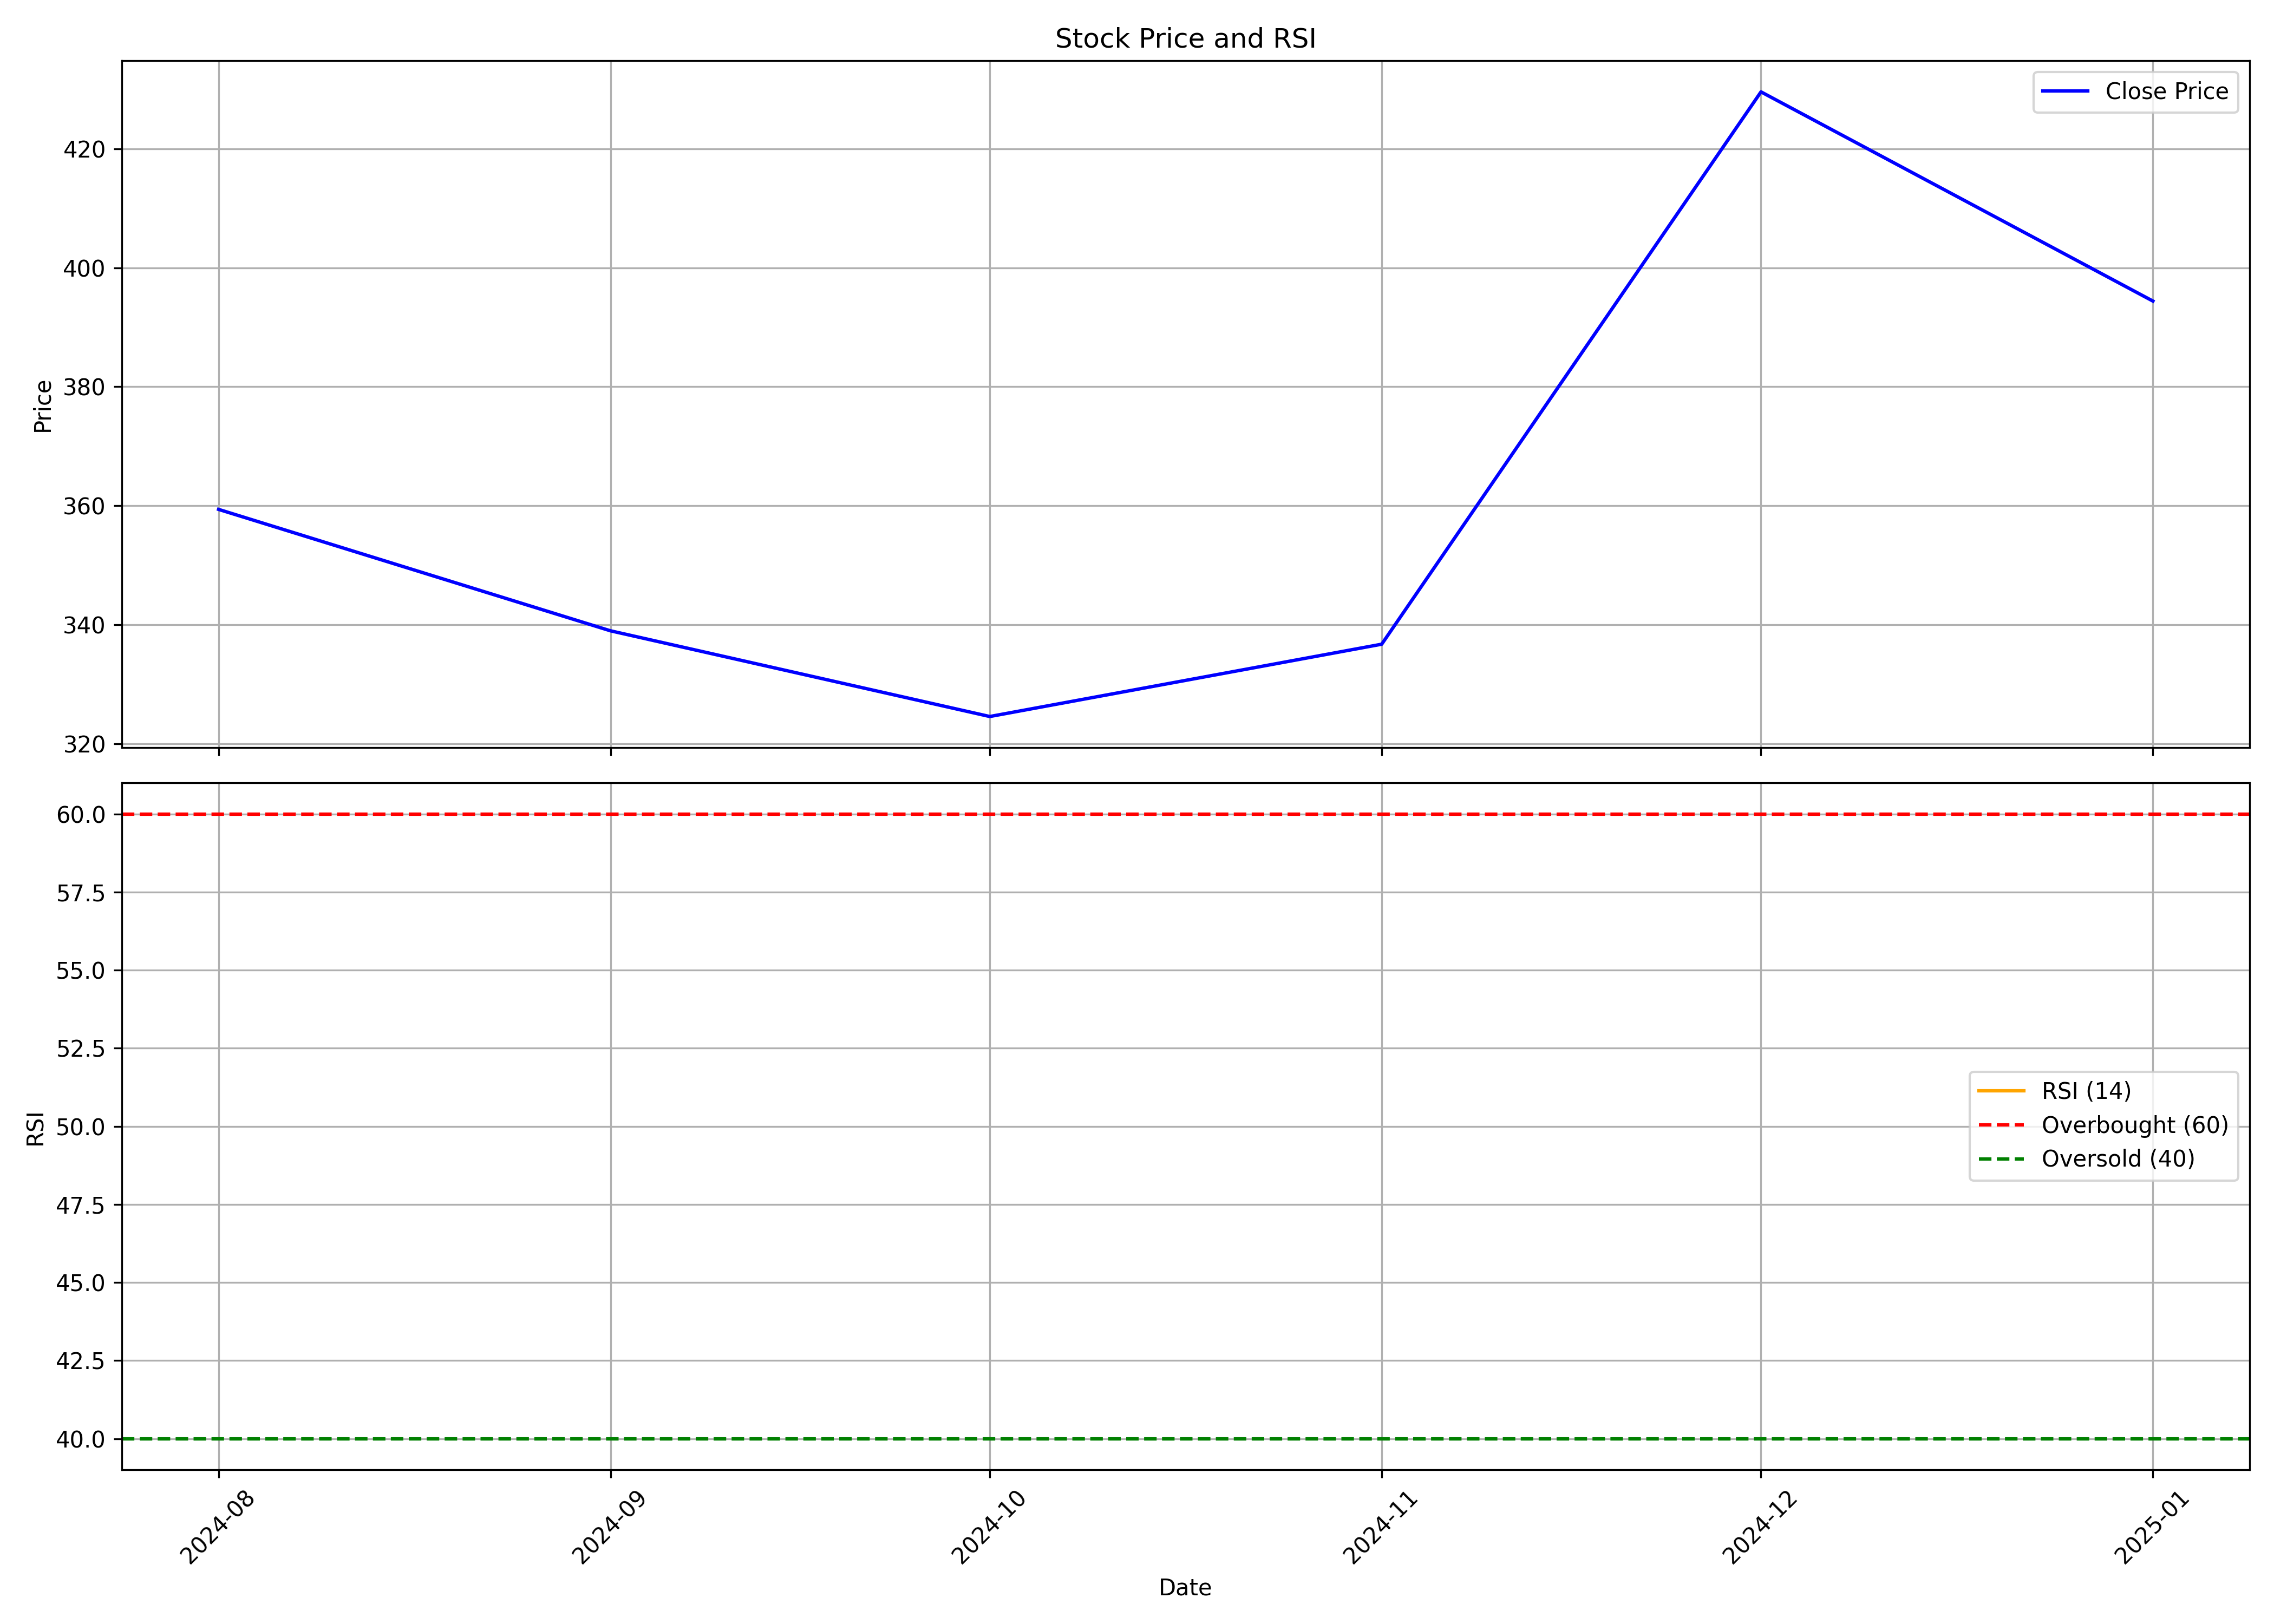 Stock Price and RSI
Close Price
420
400
380
360
340
320
Price
60.0
57.5
55.0
52.5
50.0
47.5
45.0
42.5
40.0
RSI
RSI (14)
Overbought (60)
Oversold (40)
2024-08
2024-09
2024-10
2024-11
2024-12
2025-01
Date